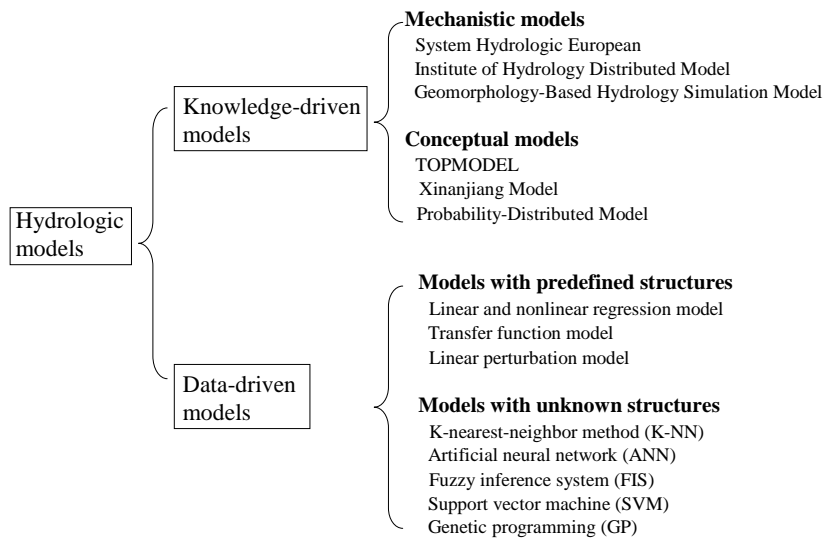 Hydrologic
models
Knowledge-driven
models
Mechanistic models
System Hydrologic European
Institute of Hydrology Distributed Model
Geomorphology-Based Hydrology Simulation Model
Conceptual models
TOPMODEL
Xinanjiang Model
Probability-Distributed Model
Data-driven
models
Models with predefined structures
Linear and nonlinear regression model
Transfer function model
Linear perturbation model
Models with unknown structures
K-nearest-neighbor method (K-NN)
Artificial neural network (ANN)
Fuzzy inference system (FIS)
Support vector machine (SVM)
Genetic programming (GP)